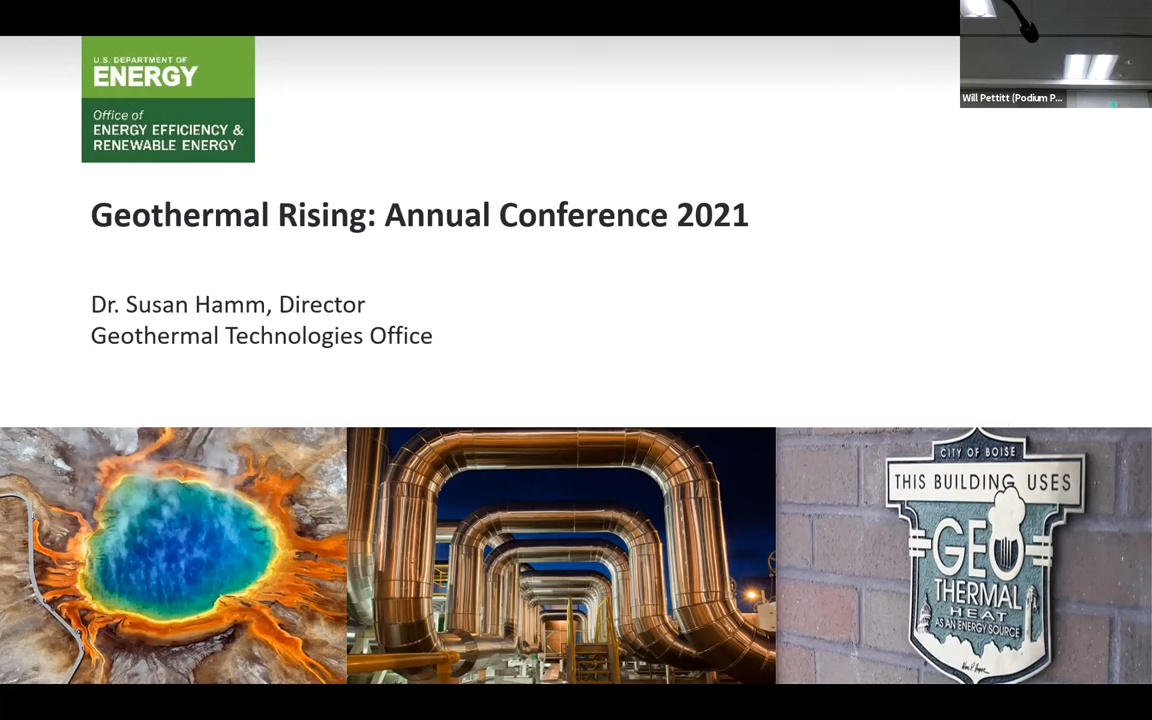 U.S. DEPARTMENT OF
ENERGY
Office of
ENERGY EFFICIENCY &
RENEWABLE ENERGY
Will Pettitt (Podium P...
Geothermal Rising: Annual Conference 2021
Dr. Susan Hamm, Director
Geothermal Technologies Office
CITY OF BOISE
THIS BUILDING USES
GEO
THERMAL
HEAT
AS AN ENERGY SOURCE